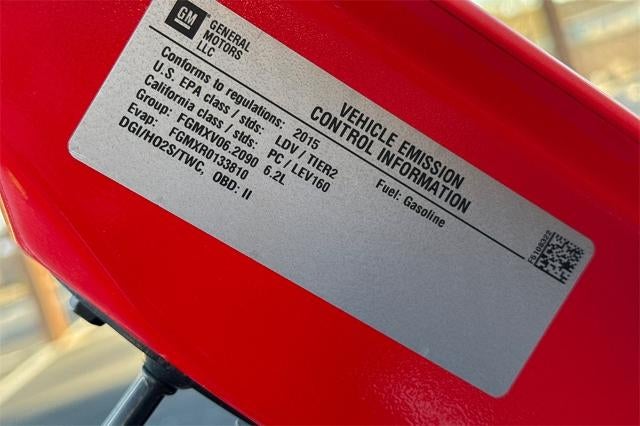 GM
GENERAL
MOTORS
LLC
VEHICLE EMISSION
CONTROL INFORMATION
Conforms to regulations: 2015
U.S. EPA class / stds: LDV / TIER2
California class / stds: PC / LEV160
Group: FGMXV06.2090 6.2L
Evap: FGMXR0133810
DGI/HO2S/TWC, OBD: II
Fuel: Gasoline